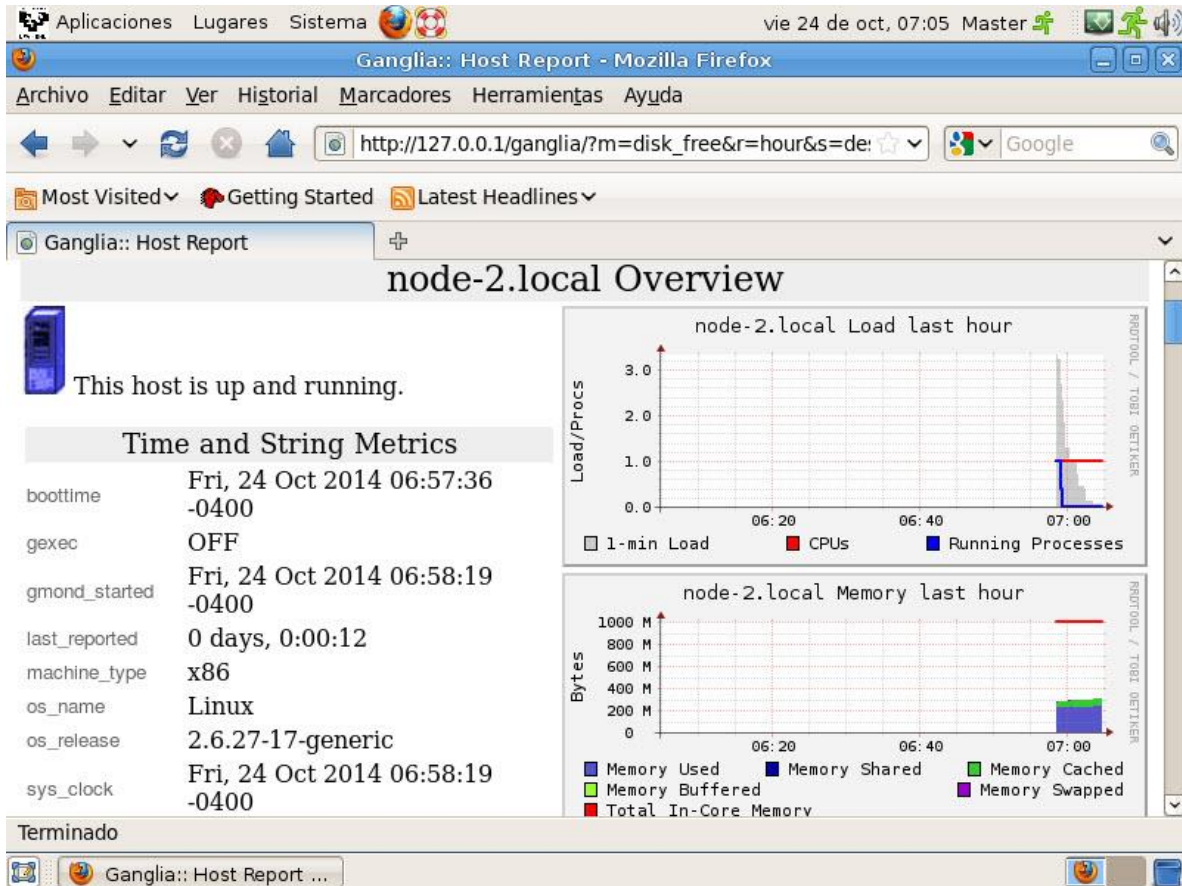 Aplicaciones Lugares Sistema
vie 24 de oct, 07:05 Master
Ganglia:: Host Report - Mozilla Firefox
Archivo Editar Ver Historial Marcadores Herramientas Ayuda
http://127.0.0.1/ganglia/?m=disk_free&r=hour&s=de
Google
Most Visited Getting Started Latest Headlines
Ganglia:: Host Report
node-2.local Overview
This host is up and running.
Time and String Metrics
boottime Fri, 24 Oct 2014 06:57:36
-0400
gexec OFF
gmond_started Fri, 24 Oct 2014 06:58:19
-0400
last_reported 0 days, 0:00:12
machine_type x86
os_name Linux
os_release 2.6.27-17-generic
sys_clock Fri, 24 Oct 2014 06:58:19
-0400
node-2.local Load last hour
RRDTOOL / TOBI OETIKER
Load/Procs
3.0
2.0
1.0
0.0
06:20 06:40 07:00
1-min Load CPUs Running Processes
node-2.local Memory last hour
RRDTOOL / TOBI OETIKER
Bytes
1000 M
800 M
600 M
400 M
200 M
0
06:20 06:40 07:00
Memory Used Memory Shared Memory Cached
Memory Buffered Memory Swapped
Total In-Core Memory
Terminado
Ganglia:: Host Report ...